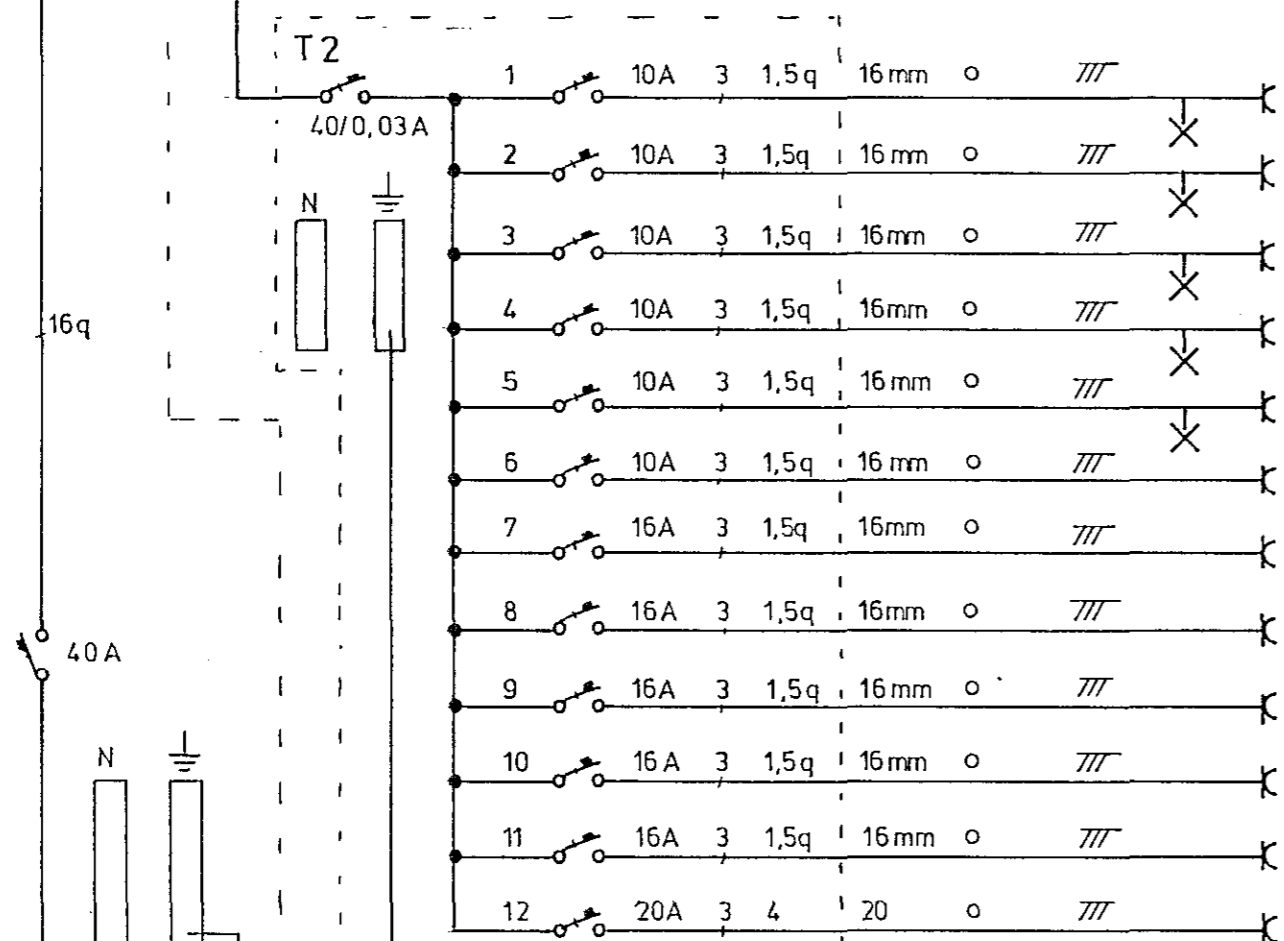 T2
1 10A 3 1,5q 16mm
40/0,03A
2 10A 3 1,5q 16mm
N
3 10A 3 1,5q 16mm
4 10A 3 1,5q 16mm
16q
5 10A 3 1,5q 16mm
6 10A 3 1,5q 16mm
7 16A 3 1,5q 16mm
8 16A 3 1,5q 16mm
40A
9 16A 3 1,5q 16mm
N
10 16A 3 1,5q 16mm
11 16A 3 1,5q 16mm
12 20A 3 4 20